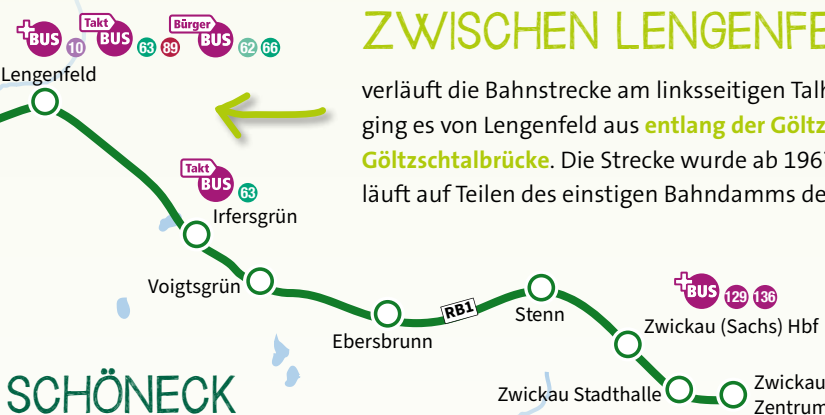 +BUS 10 Takt BUS 63 89 Bürger BUS 62 66
Lengenfeld
ZWISCHEN LENGENFE
verläuft die Bahnstrecke am linksseitigen Talh
ging es von Lengenfeld aus entlang der Göltz
Göltzschtalbrücke. Die Strecke wurde ab 196
läuft auf Teilen des einstigen Bahndamms de
Takt BUS 63
Irfersgrün
Voigtsgrün
Ebersbrunn
RB1
Stenn
+BUS 129 136
Zwickau (Sachs) Hbf
Zwickau Stadthalle
Zwickau
Zentrum
SCHÖNECK